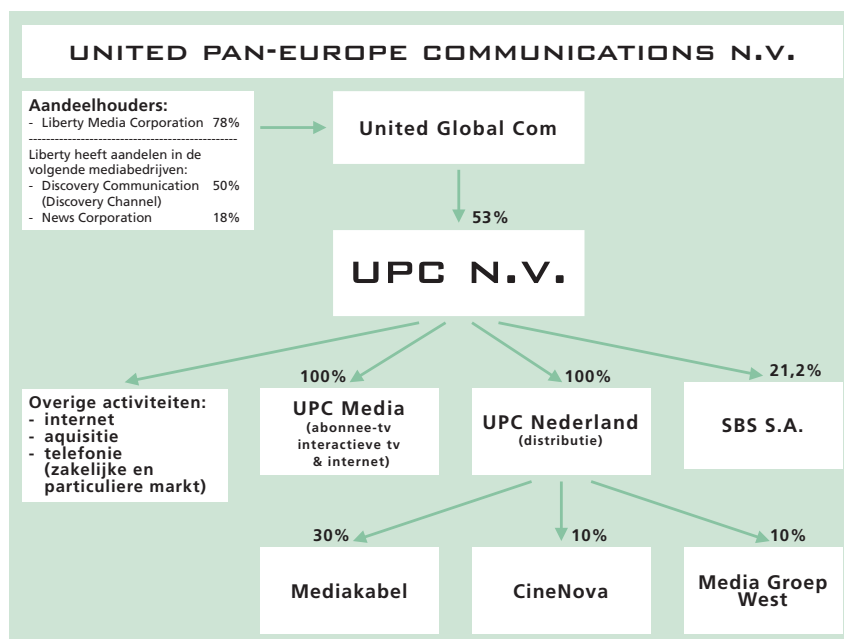 UNITED PAN-EUROPE COMMUNICATIONS N.V.
Aandeelhouders:
- Liberty Media Corporation 78%
-----------------------------------------------
Liberty heeft aandelen in de
volgende mediabedrijven:
- Discovery Communication 50%
(Discovery Channel)
- News Corporation 18%
United Global Com
53%
UPC N.V.
Overige activiteiten:
- internet
- aquisitie
- telefonie
(zakelijke en
particuliere markt)
100%
UPC Media
(abonnee-tv
interactieve tv
& internet)
100%
UPC Nederland
(distributie)
21,2%
SBS S.A.
30%
Mediakabel
10%
CineNova
10%
Media Groep
West